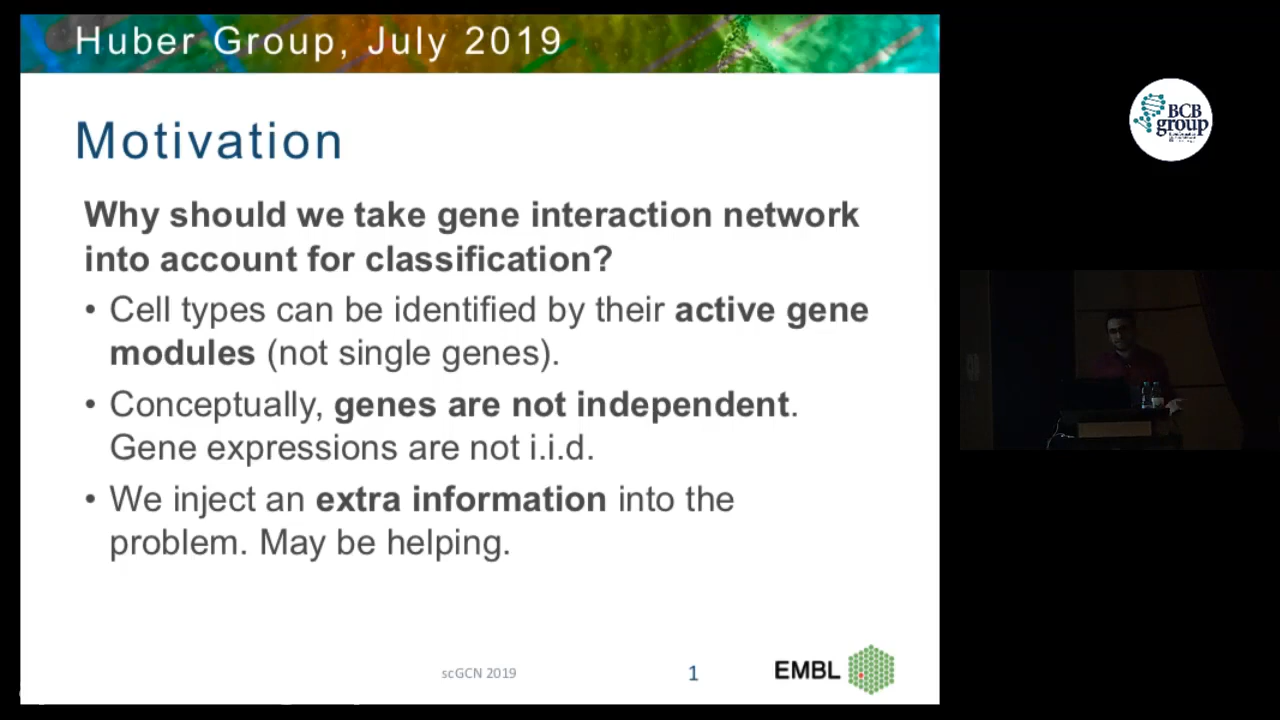 Huber Group, July 2019
Motivation
Why should we take gene interaction network
into account for classification?
• Cell types can be identified by their active gene
modules (not single genes).
• Conceptually, genes are not independent.
Gene expressions are not i.i.d.
• We inject an extra information into the
problem. May be helping.
scGCN 2019
1
EMBL
BCB
group